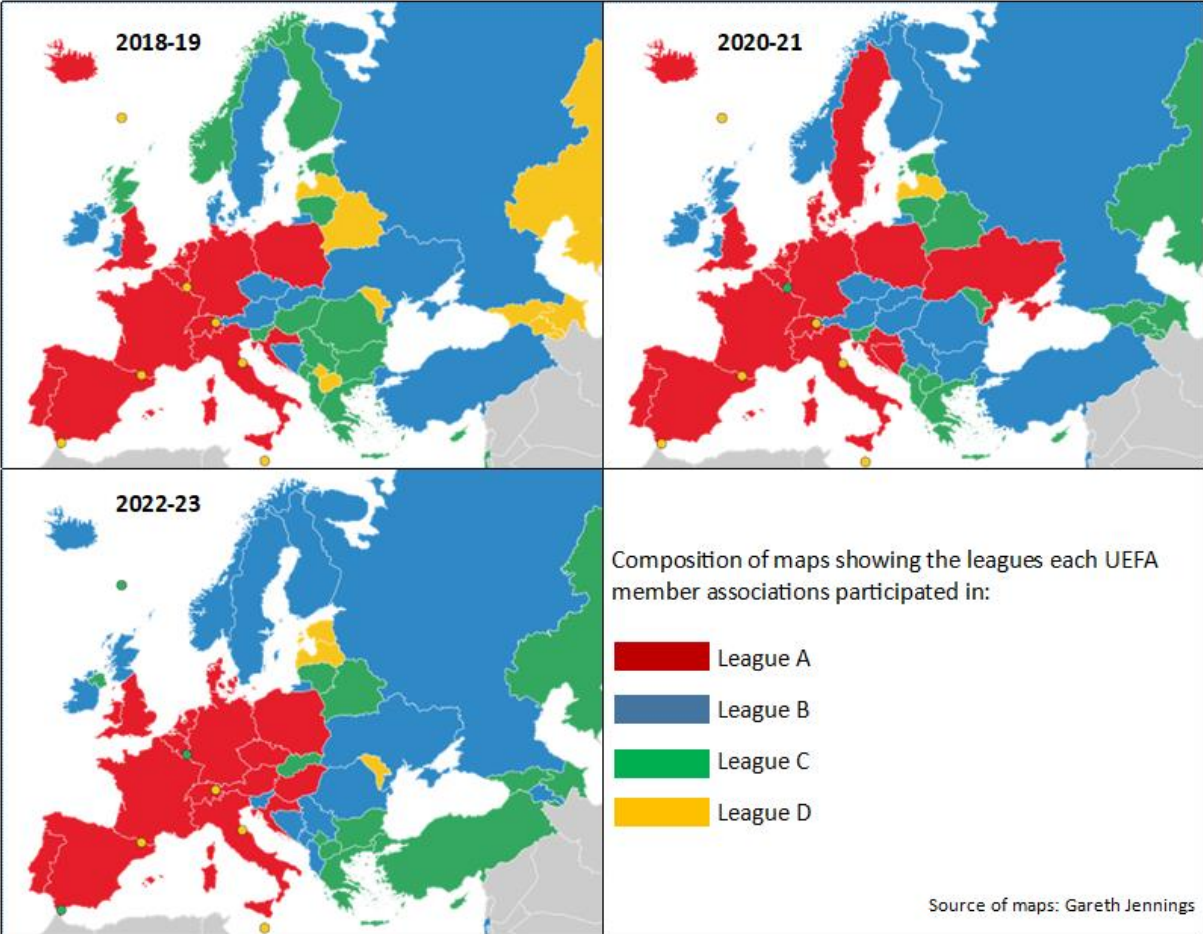 2018-19
2020-21
2022-23
Composition of maps showing the leagues each UEFA
member associations participated in:
League A
League B
League C
League D
Source of maps: Gareth Jennings